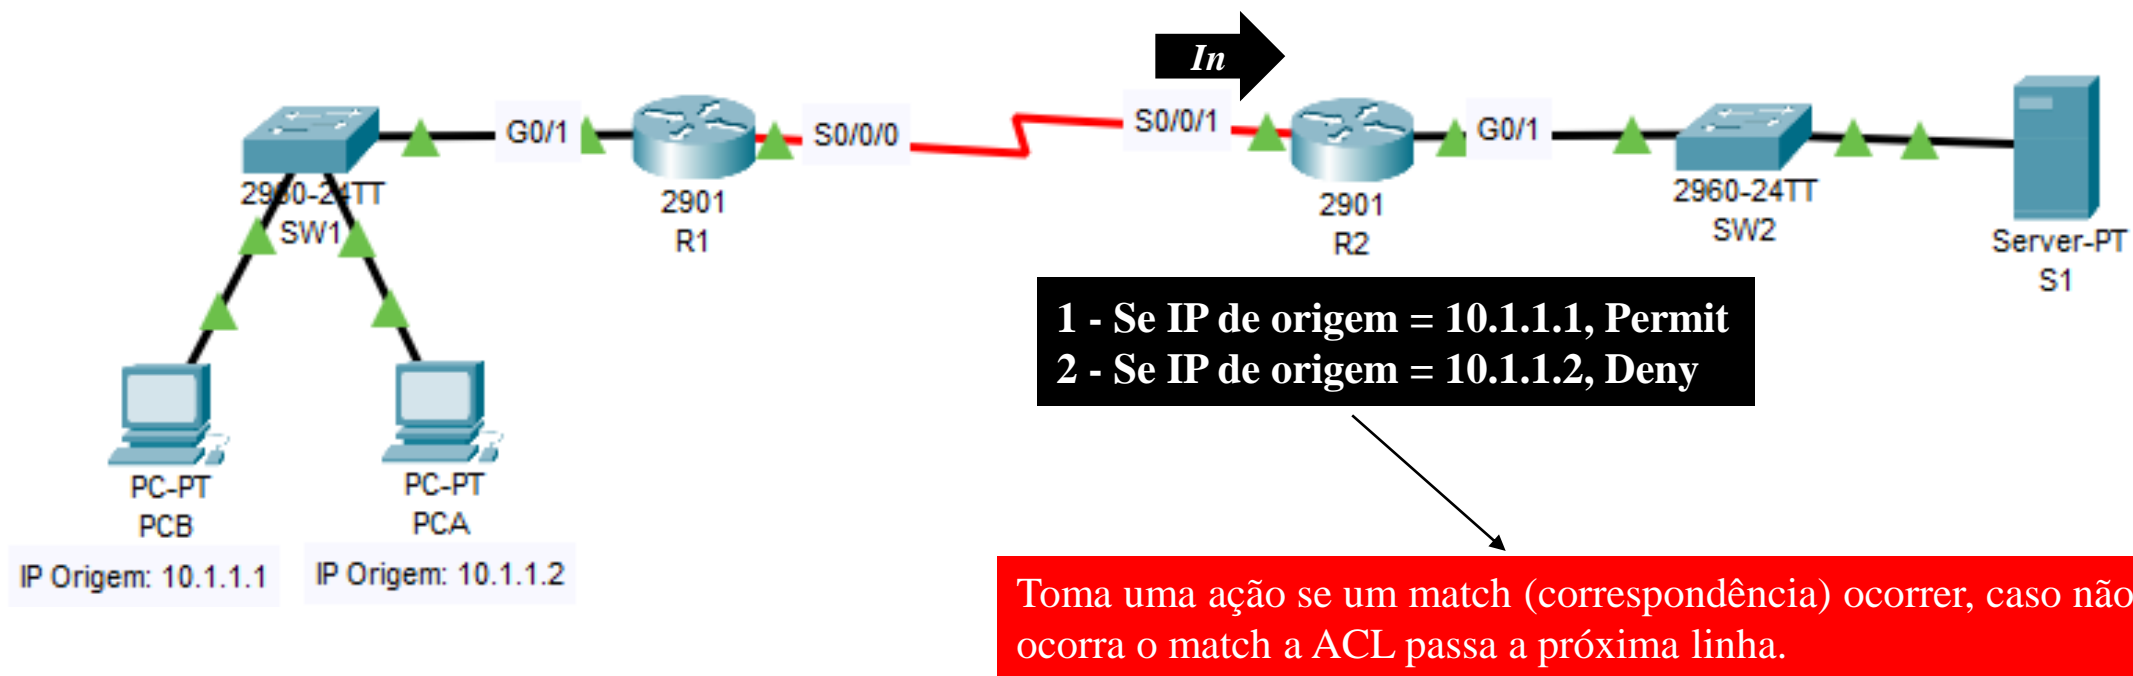 In
G0/1
S0/0/0
S0/0/1
G0/1
2960-24TT
SW1
2901
R1
2901
R2
2960-24TT
SW2
Server-PT
S1
1 - Se IP de origem = 10.1.1.1, Permit
2 - Se IP de origem = 10.1.1.2, Deny
PC-PT
PCB
PC-PT
PCA
IP Origem: 10.1.1.1
IP Origem: 10.1.1.2
Toma uma ação se um match (correspondência) ocorrer, caso não
ocorra o match a ACL passa a próxima linha.